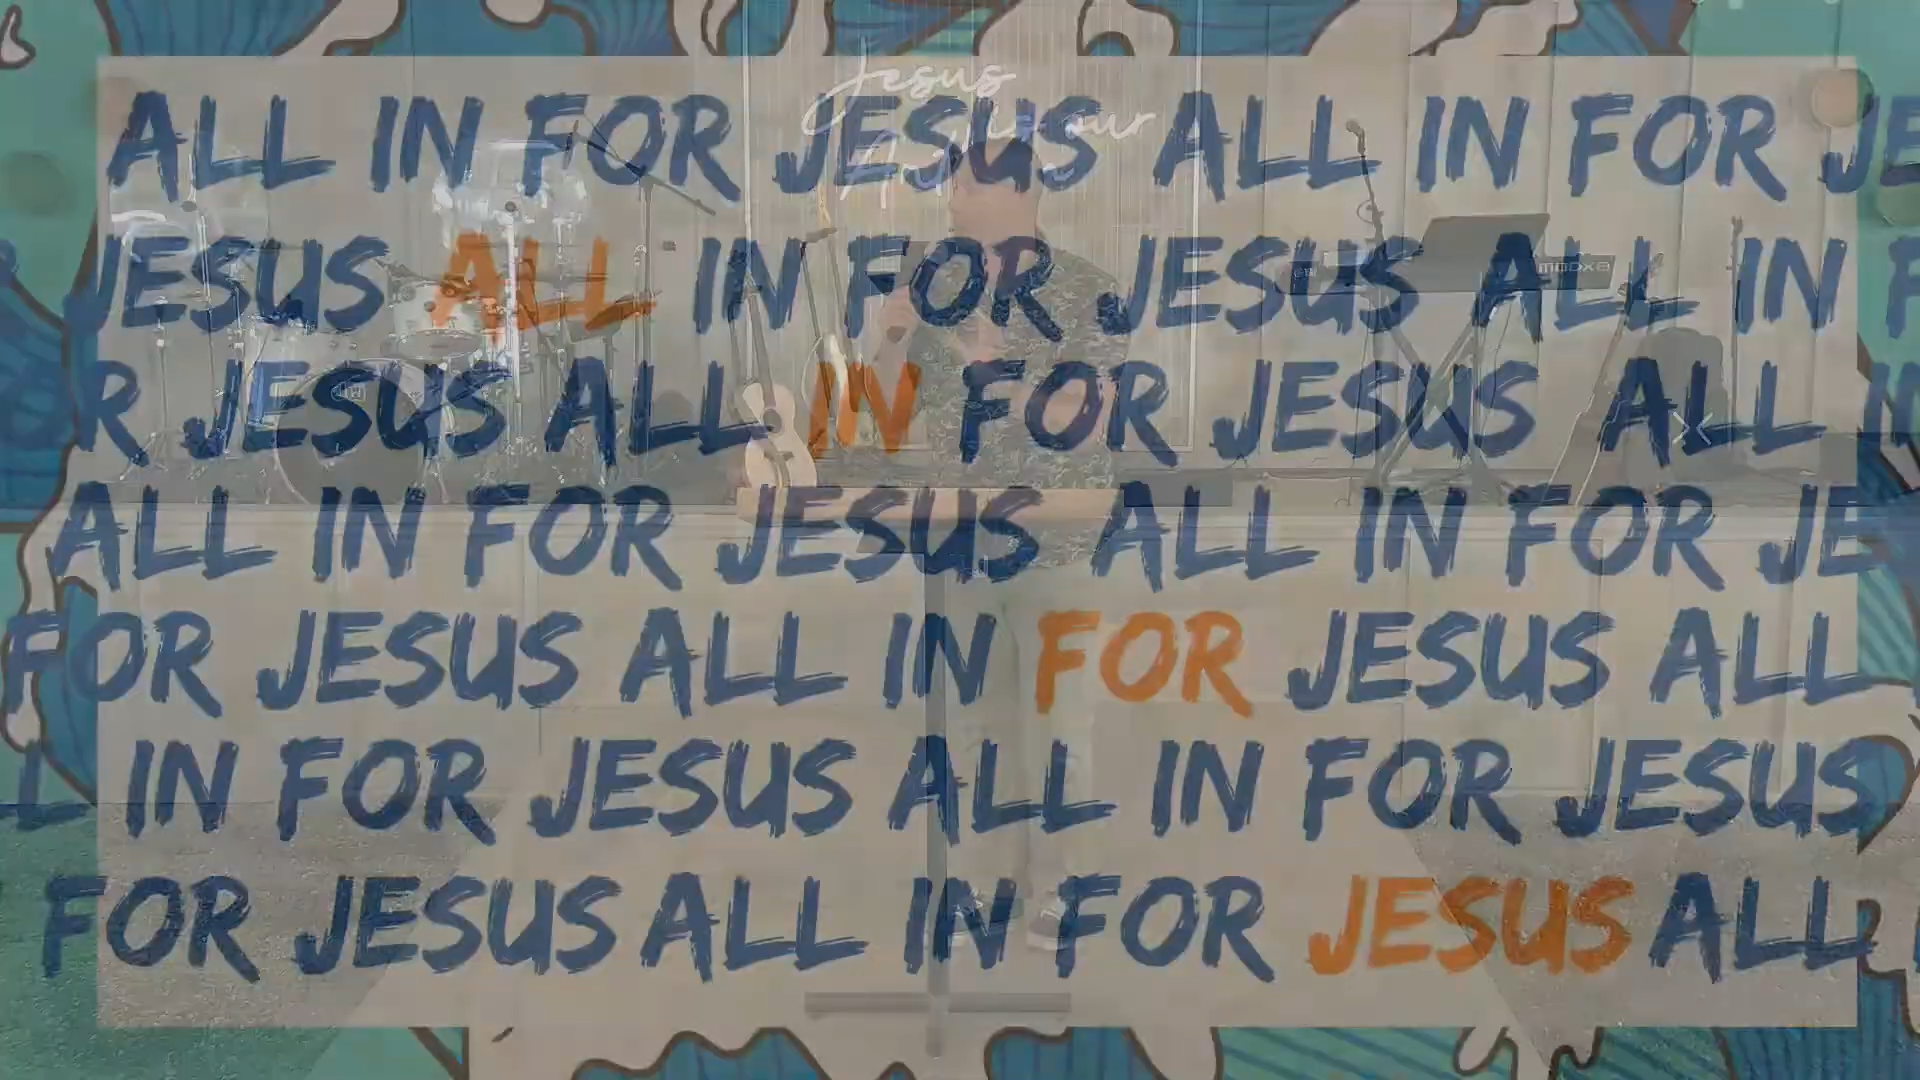 Jesus
ALL IN FOR JESUS ALL IN FOR JE
JESUS ALL IN FOR JESUS ALL IN F
R JESUS ALL IN FOR JESUS ALL IN
ALL IN FOR JESUS ALL IN FOR JE
FOR JESUS ALL IN FOR JESUS ALL
L IN FOR JESUS ALL IN FOR JESUS
FOR JESUS ALL IN FOR JESUS ALL